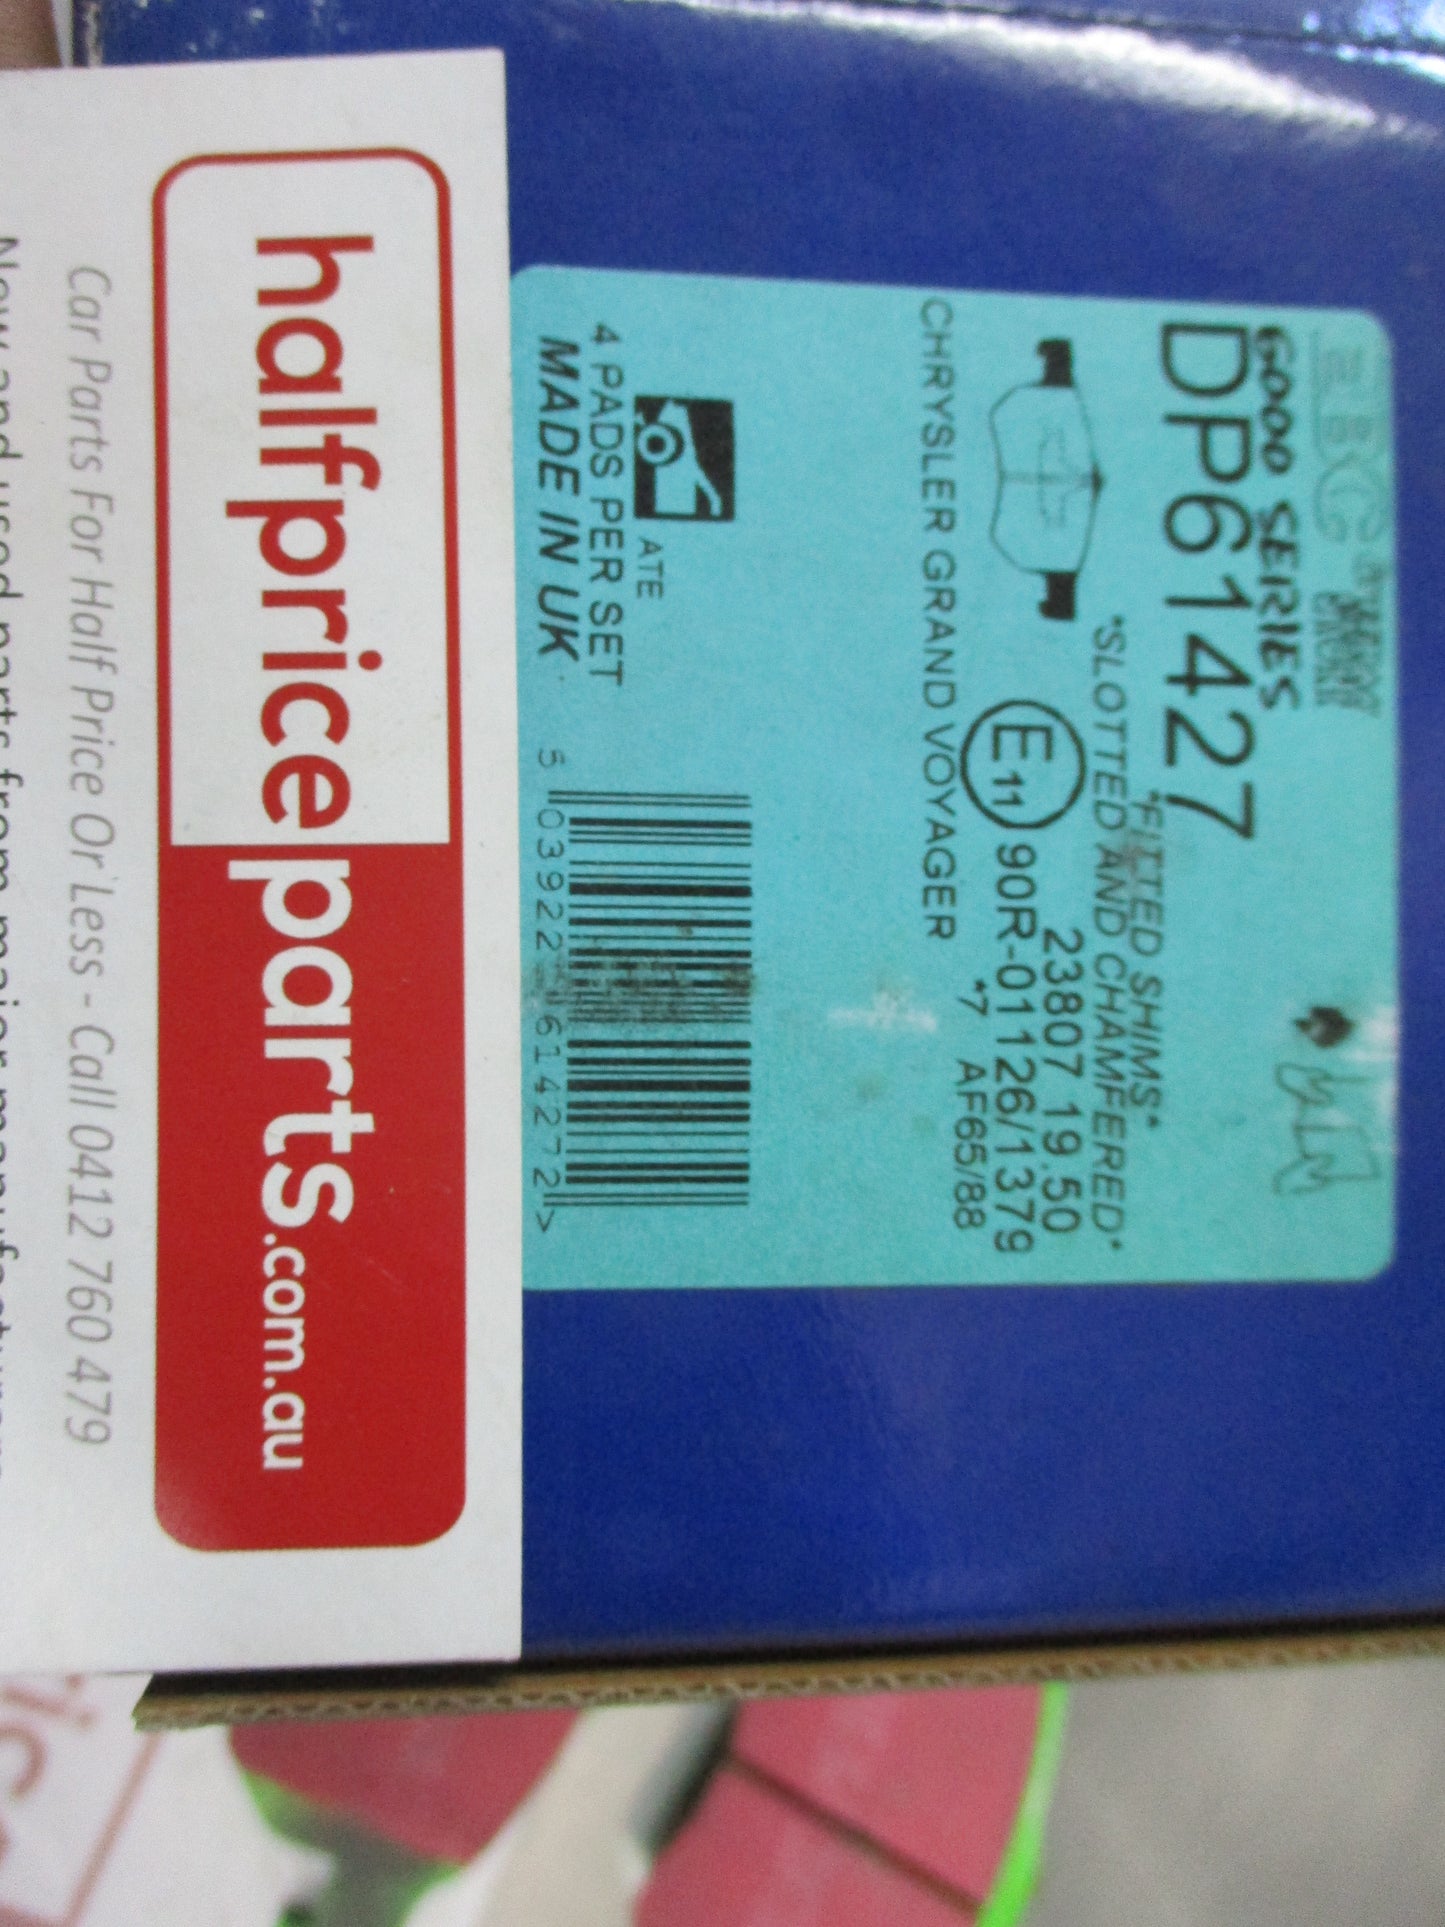 EBC
6000 SERIES
DP61427
*FITTED SHIMS*
*SLOTTED AND CHAMFERED*
23807 19.50
E11 90R-01126/1379
*7 AF65/88
CHRYSLER GRAND VOYAGER
ATE
4 PADS PER SET
MADE IN UK
5 039227 614272 >
halfpriceparts.com.au
Car Parts For Half Price Or Less - Call 0412 760 479